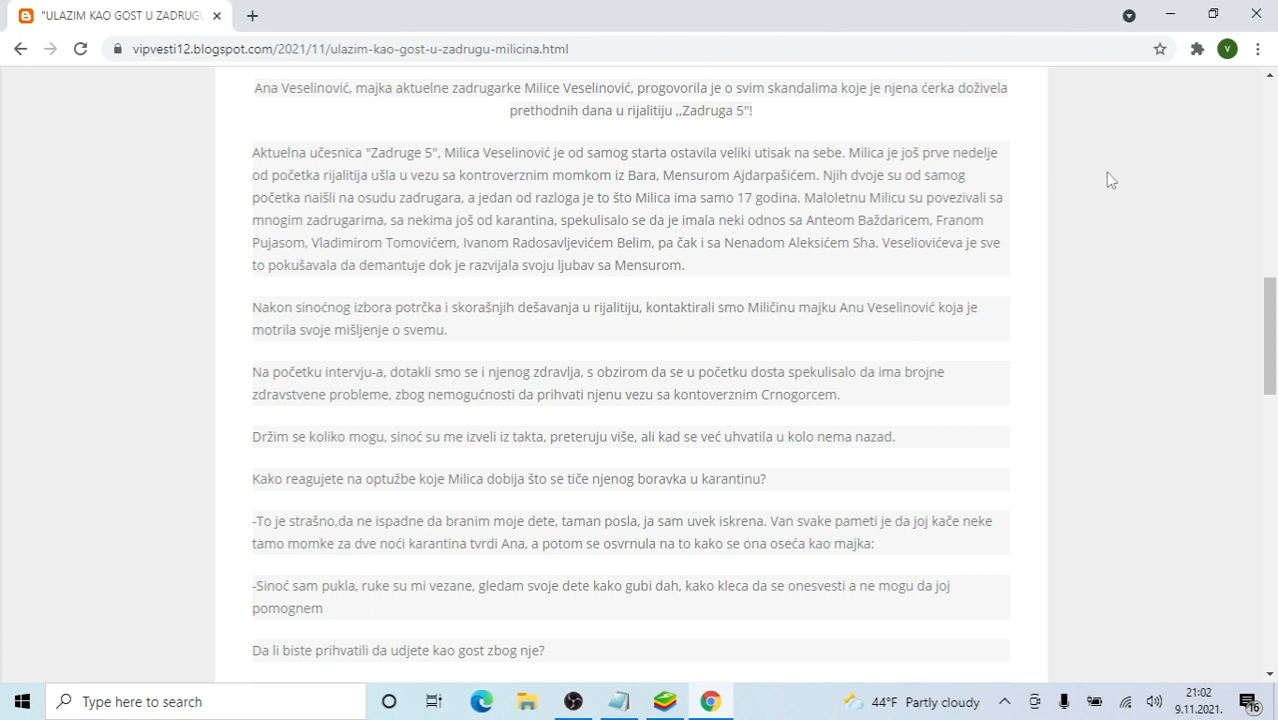 "ULAZIM KAO GOST U ZADRUGU
vipvesti12.blogspot.com/2021/11/ulazim-kao-gost-u-zadrugu-milicina.html
V
Ana Veselinović, majka aktuelne zadrugarke Milice Veselinović, progovorila je o svim skandalima koje je njena ćerka doživela
prethodnih dana u rijalitiju ,,Zadruga 5"!
Aktuelna učesnica "Zadruge 5", Milica Veselinović je od samog starta ostavila veliki utisak na sebe. Milica je još prve nedelje
od početka rijalitija ušla u vezu sa kontroverznim momkom iz Bara, Mensurom Ajdarpašićem. Njih dvoje su od samog
početka naišli na osudu zadrugara, a jedan od razloga je to što Milica ima samo 17 godina. Maloletnu Milicu su povezivali sa
mnogim zadrugarima, sa nekima još od karantina, spekulisalo se da je imala neki odnos sa Anteom Baždaricem, Franom
Pujasom, Vladimirom Tomovićem, Ivanom Radosavljevićem Belim, pa čak i sa Nenadom Aleksićem Sha. Veseliovićeva je sve
to pokušavala da demantuje dok je razvijala svoju ljubav sa Mensurom.
Nakon sinoćnog izbora potrčka i skorašnjih dešavanja u rijalitiju, kontaktirali smo Miličinu majku Anu Veselinović koja je
motrila svoje mišljenje o svemu.
Na početku intervju-a, dotakli smo se i njenog zdravlja, s obzirom da se u početku dosta spekulisalo da ima brojne
zdravstvene probleme, zbog nemogućnosti da prihvati njenu vezu sa kontoverznim Crnogorcem.
Držim se koliko mogu, sinoć su me izveli iz takta, preteruju više, ali kad se već uhvatila u kolo nema nazad.
Kako reagujete na optužbe koje Milica dobija što se tiče njenog boravka u karantinu?
-To je strašno,da ne ispadne da branim moje dete, taman posla, ja sam uvek iskrena. Van svake pameti je da joj kače neke
tamo momke za dve noći karantina tvrdi Ana, a potom se osvrnula na to kako se ona oseća kao majka:
-Sinoć sam pukla, ruke su mi vezane, gledam svoje dete kako gubi dah, kako kleca da se onesvesti a ne mogu da joj
pomognem
Da li biste prihvatili da udjete kao gost zbog nje?
Type here to search
44°F Partly cloudy
21:02
9.11.2021.
16